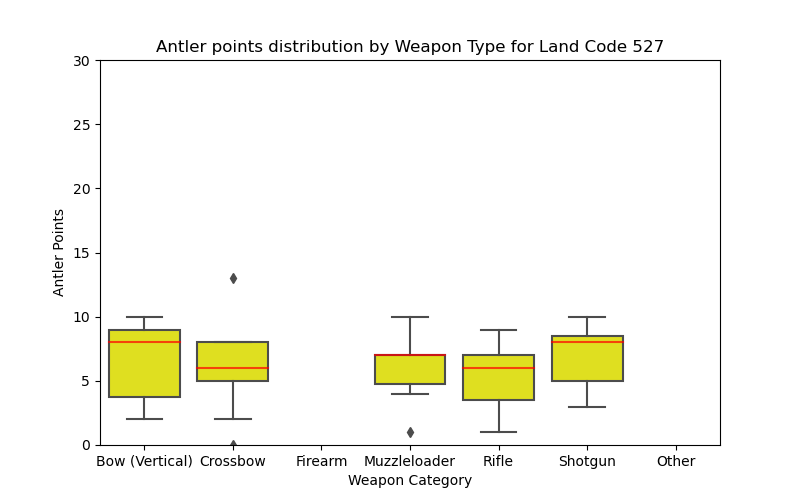 Antler points distribution by Weapon Type for Land Code 527
30
25
20
15
10
5
0
Antler Points
Bow (Vertical) Crossbow Firearm Muzzleloader Rifle Shotgun Other
Weapon Category